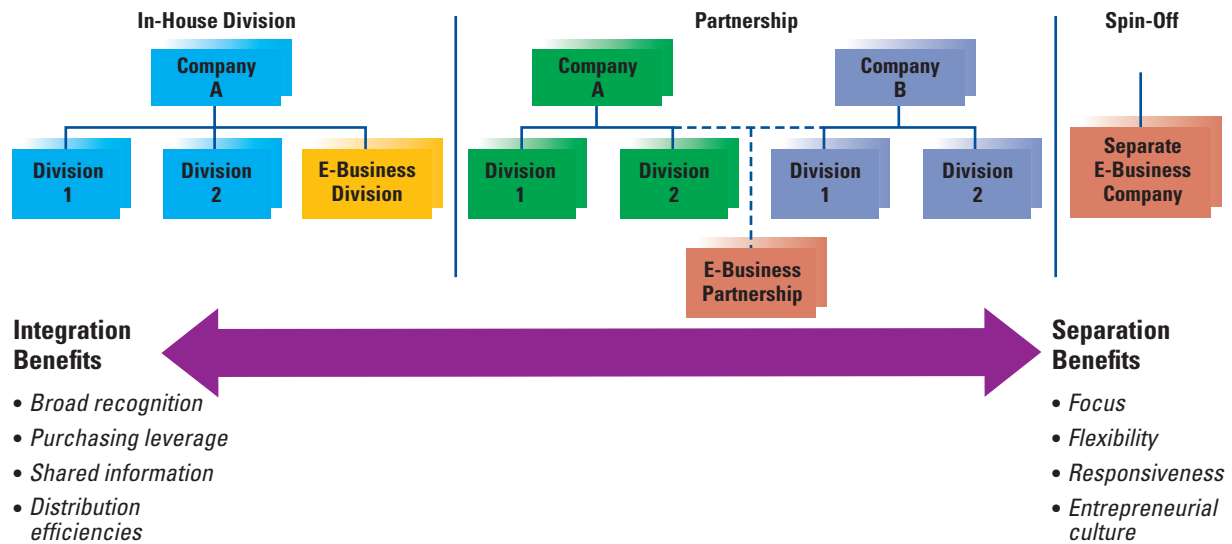 In-House Division
Company
A
Division
1
Division
2
E-Business
Division
Partnership
Company
A
Company
B
Division
1
Division
2
Division
1
Division
2
E-Business
Partnership
Spin-Off
Separate
E-Business
Company
Integration
Benefits
• Broad recognition
• Purchasing leverage
• Shared information
• Distribution
efficiencies
Separation
Benefits
• Focus
• Flexibility
• Responsiveness
• Entrepreneurial
culture